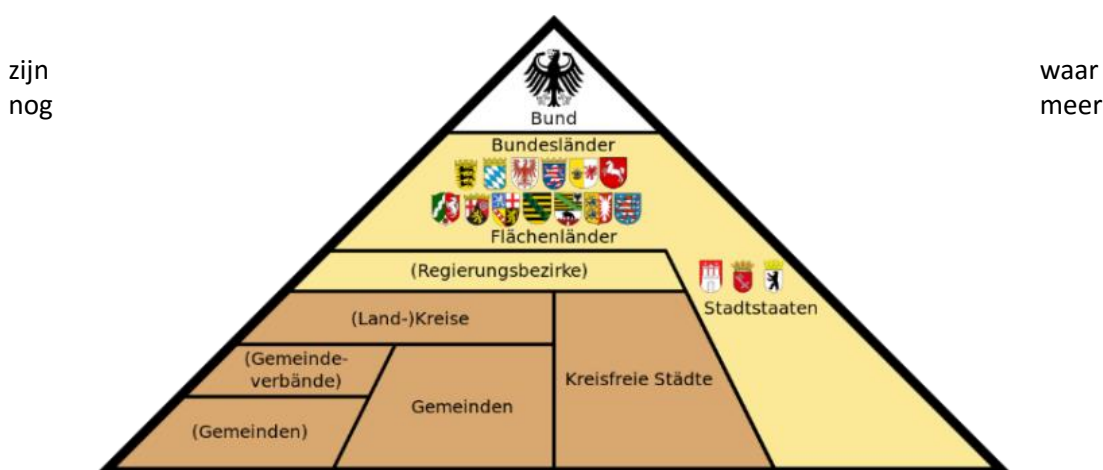 zijn waar
nog meer
Bund
Bundesländer
Flächenländer
(Regierungsbezirke)
Stadtstaaten
(Land-)Kreise
(Gemeinde-
verbände)
Kreisfreie Städte
Gemeinden
(Gemeinden)